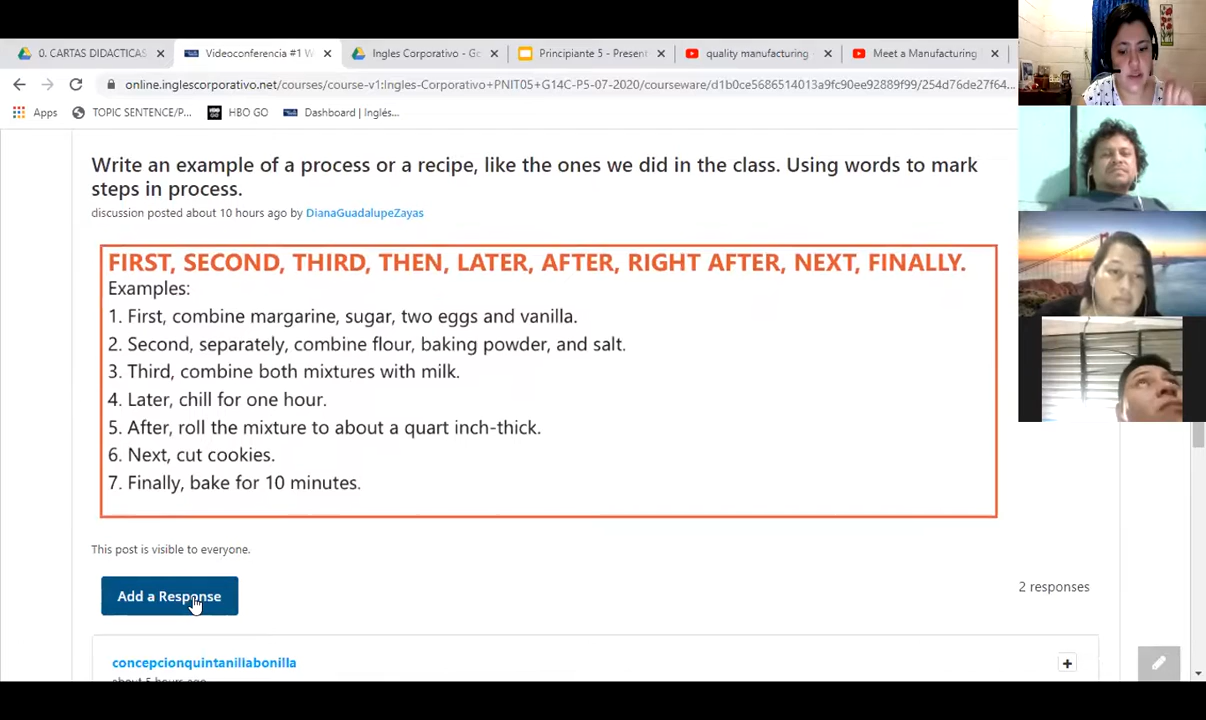 0. CARTAS DIDACTICAS
Videoconferencia #1 W
Ingles Corporativo - Go
Principiante 5 - Present
quality manufacturing
Meet a Manufacturing
online.inglescorporativo.net/courses/course-v1:Ingles-Corporativo+PNIT05+G14C-P5-07-2020/courseware/d1b0ce5686514013a9fc90ee92889f99/254d76de27f64...
Apps
TOPIC SENTENCE/P...
HBO GO
Dashboard | Inglés...
Write an example of a process or a recipe, like the ones we did in the class. Using words to mark
steps in process.
discussion posted about 10 hours ago by DianaGuadalupeZayas
FIRST, SECOND, THIRD, THEN, LATER, AFTER, RIGHT AFTER, NEXT, FINALLY.
Examples:
1. First, combine margarine, sugar, two eggs and vanilla.
2. Second, separately, combine flour, baking powder, and salt.
3. Third, combine both mixtures with milk.
4. Later, chill for one hour.
5. After, roll the mixture to about a quart inch-thick.
6. Next, cut cookies.
7. Finally, bake for 10 minutes.
This post is visible to everyone.
Add a Response
2 responses
concepcionquintanillabonilla
about 5 hours ago